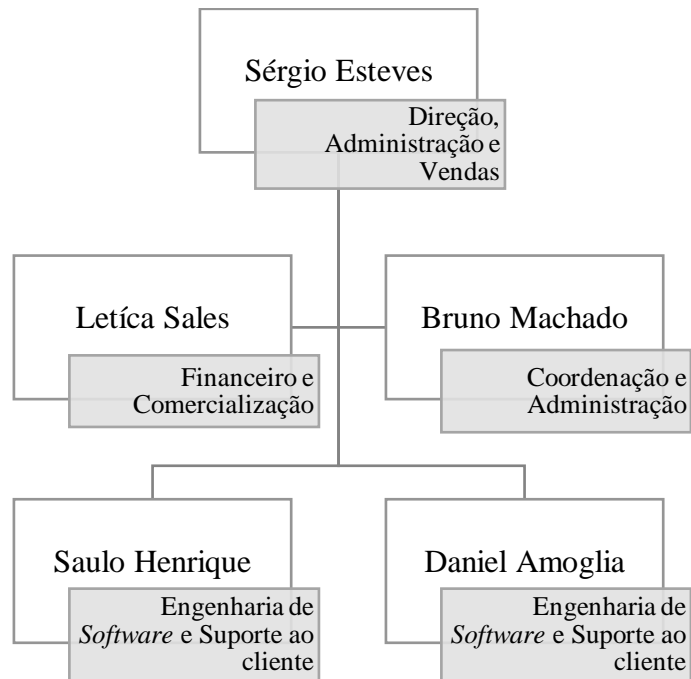 Sérgio Esteves
Direção,
Administração e
Vendas
Letíca Sales
Financeiro e
Comercialização
Bruno Machado
Coordenação e
Administração
Saulo Henrique
Engenharia de
Software e Suporte ao
cliente
Daniel Amoglia
Engenharia de
Software e Suporte ao
cliente